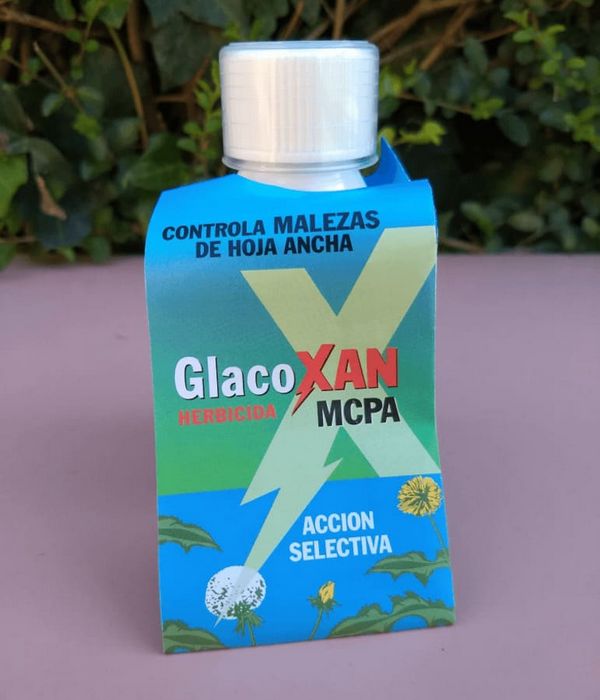 CONTROLA MALEZAS
DE HOJA ANCHA
GlacoXAN
HERBICIDA MCPA
ACCION
SELECTIVA